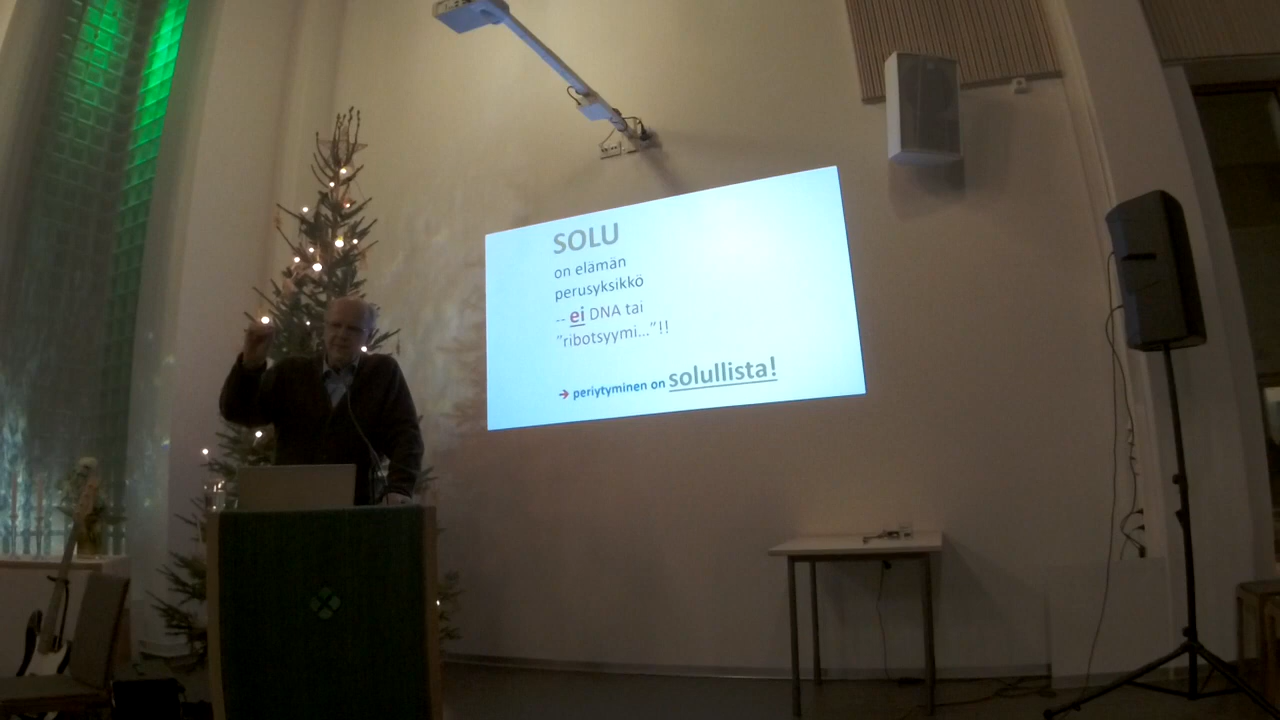 SOLU
on elämän
perusyksikkö
-- ei DNA tai
"ribotsyymi..."!!
➔ periytyminen on solullista!